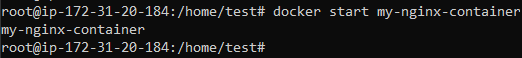 root@ip-172-31-20-184:/home/test# docker start my-nginx-container
my-nginx-container
root@ip-172-31-20-184:/home/test#